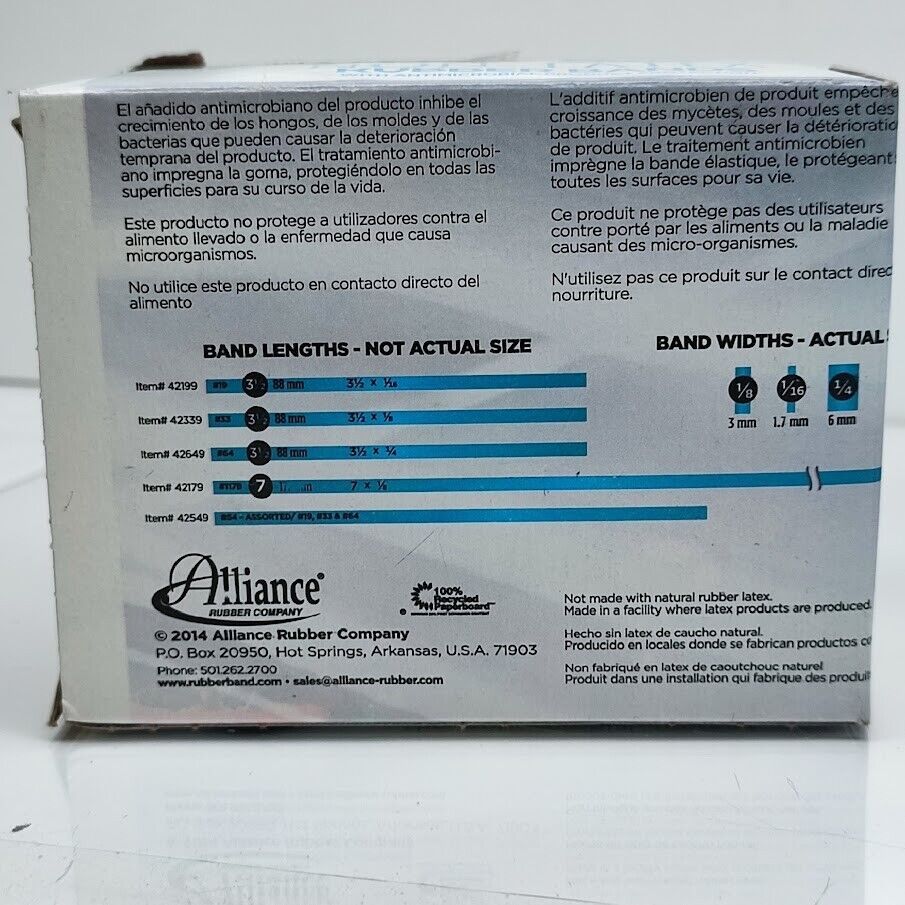 WITH ANTIMICROBIAL
El añadido antimicrobiano del producto inhibe el
crecimiento de los hongos, de los moldes y de las
bacterias que pueden causar la deterioración
temprana del producto. El tratamiento antimicrobi-
ano impregna la goma, protegiéndolo en todas las
superficies para su curso de la vida.
Este producto no protege a utilizadores contra el
alimento llevado o la enfermedad que causa
microorganismos.
No utilice este producto en contacto directo del
alimento
L'additif antimicrobien de produit empêche
croissance des mycètes, des moules et des
bactéries qui peuvent causer la détérioratio
de produit. Le traitement antimicrobien
imprègne la bande élastique, le protégeant
toutes les surfaces pour sa vie.
Ce produit ne protège pas des utilisateurs
contre porté par les aliments ou la maladie
causant des micro-organismes.
N'utilisez pas ce produit sur le contact direc
nourriture.
BAND LENGTHS - NOT ACTUAL SIZE
Item# 42199 #19 3½ 88 mm 3½ x 1/16
Item# 42339 #33 3½ 88 mm 3½ x ⅛
Item# 42649 #64 3½ 88 mm 3½ x ¼
Item# 42179 #117B 7 7 x ⅛
Item# 42549 #54 - ASSORTED/ #19, #33 & #64
BAND WIDTHS - ACTUAL
1/8 1/16 1/4
3 mm 1.7 mm 6 mm
Alliance®
RUBBER COMPANY
100%
Recycled
Paperboard
© 2014 Alliance Rubber Company
P.O. Box 20950, Hot Springs, Arkansas, U.S.A. 71903
Phone: 501.262.2700
www.rubberband.com • sales@alliance-rubber.com
Not made with natural rubber latex.
Made in a facility where latex products are produced.
Hecho sin latex de caucho natural.
Producido en locales donde se fabrican productos co
Non fabriqué en latex de caoutchouc naturel
Produit dans une installation qui fabrique des produit